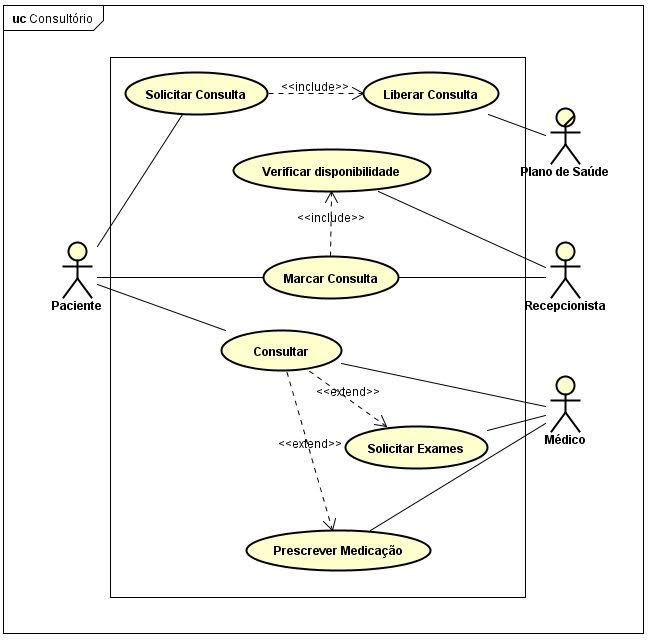 uc Consultório
Solicitar Consulta
<<include>>
Liberar Consulta
Plano de Saúde
Verificar disponibilidade
<<include>>
Paciente
Marcar Consulta
Recepcionista
Consultar
<<extend>>
Médico
<<extend>>
Solicitar Exames
Prescrever Medicação